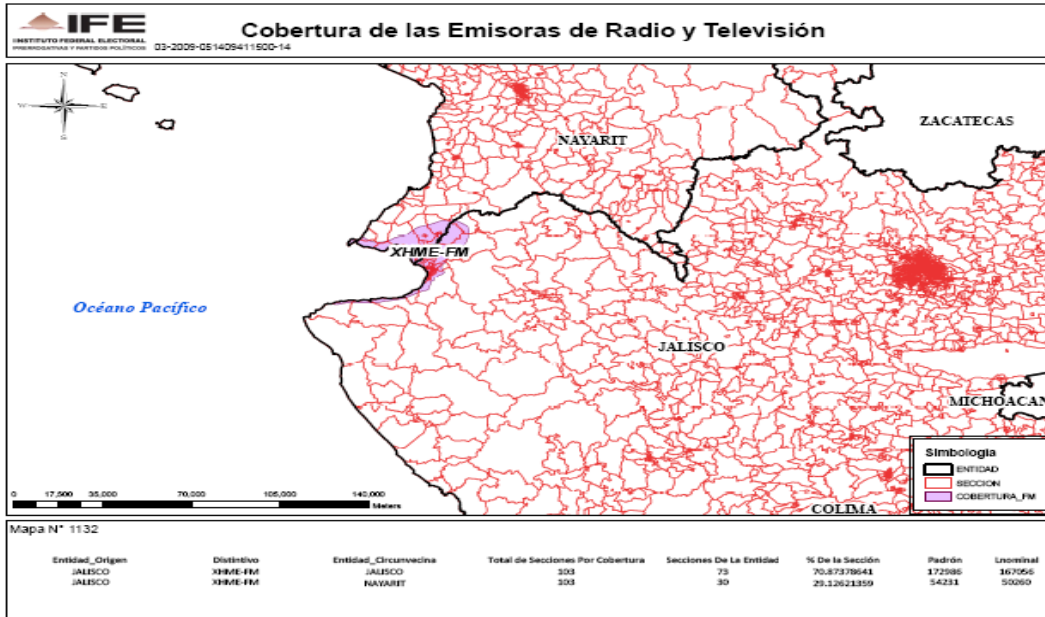 IFE
INSTITUTO FEDERAL ELECTORAL
PRERROGATIVAS Y PARTIDOS POLÍTICOS
03-2009-051409411500-14
Cobertura de las Emisoras de Radio y Televisión
N
W E
S
ZACATECAS
NAYARIT
XHME-FM
Océano Pacífico
JALISCO
MICHOACAN
COLIMA
Simbología
ENTIDAD
SECCION
COBERTURA_FM
0 17,500 35,000 70,000 105,000 140,000
Meters
Mapa N° 1132
Entidad_Origen Distintivo Entidad_Circunvecina Total de Secciones Por Cobertura Secciones De La Entidad % De la Sección Padrón Lnominal
JALISCO XHME-FM JALISCO 103 73 70.87378641 172986 167056
JALISCO XHME-FM NAYARIT 103 30 29.12621359 54231 50260